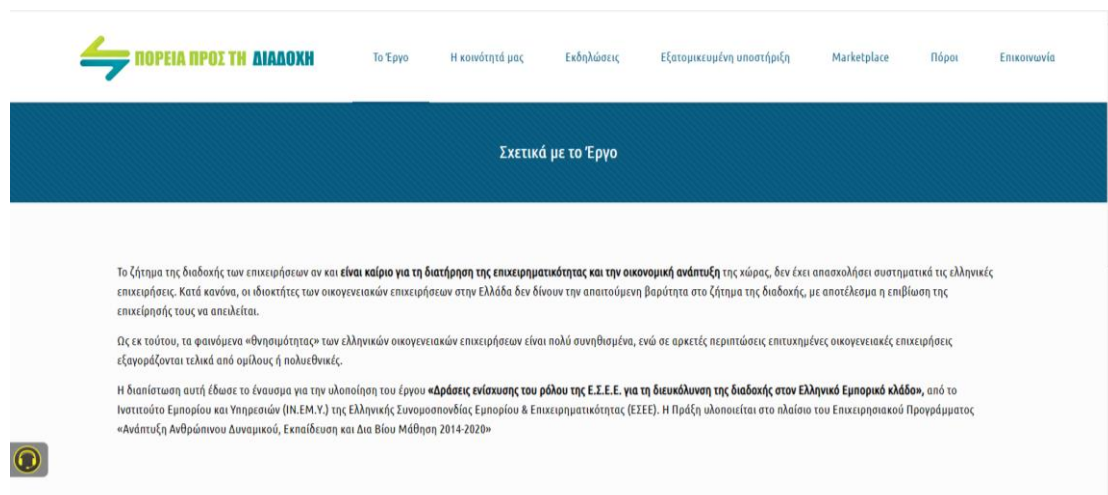 ΠΟΡΕΙΑ ΠΡΟΣ ΤΗ ΔΙΑΔΟΧΗ
Το Έργο Η κοινότητά μας Εκδηλώσεις Εξατομικευμένη υποστήριξη Marketplace Πόροι Επικοινωνία
Σχετικά με το Έργο
Το ζήτημα της διαδοχής των επιχειρήσεων αν και είναι καίριο για τη διατήρηση της επιχειρηματικότητας και την οικονομική ανάπτυξη της χώρας, δεν έχει απασχολήσει συστηματικά τις ελληνικές
επιχειρήσεις. Κατά κανόνα, οι ιδιοκτήτες των οικογενειακών επιχειρήσεων στην Ελλάδα δεν δίνουν την απαιτούμενη βαρύτητα στο ζήτημα της διαδοχής, με αποτέλεσμα η επιβίωση της
επιχείρησής τους να απειλείται.
Ως εκ τούτου, τα φαινόμενα «θνησιμότητας» των ελληνικών οικογενειακών επιχειρήσεων είναι πολύ συνηθισμένα, ενώ σε αρκετές περιπτώσεις επιτυχημένες οικογενειακές επιχειρήσεις
εξαγοράζονται τελικά από ομίλους ή πολυεθνικές.
Η διαπίστωση αυτή έδωσε το έναυσμα για την υλοποίηση του έργου «Δράσεις ενίσχυσης του ρόλου της Ε.Σ.Ε.Ε. για τη διευκόλυνση της διαδοχής στον Ελληνικό Εμπορικό κλάδο», από το
Ινστιτούτο Εμπορίου και Υπηρεσιών (ΙΝ.ΕΜ.Υ.) της Ελληνικής Συνομοσπονδίας Εμπορίου & Επιχειρηματικότητας (ΕΣΕΕ). Η Πράξη υλοποιείται στο πλαίσιο του Επιχειρησιακού Προγράμματος
«Ανάπτυξη Ανθρώπινου Δυναμικού, Εκπαίδευση και Δια Βίου Μάθηση 2014-2020»